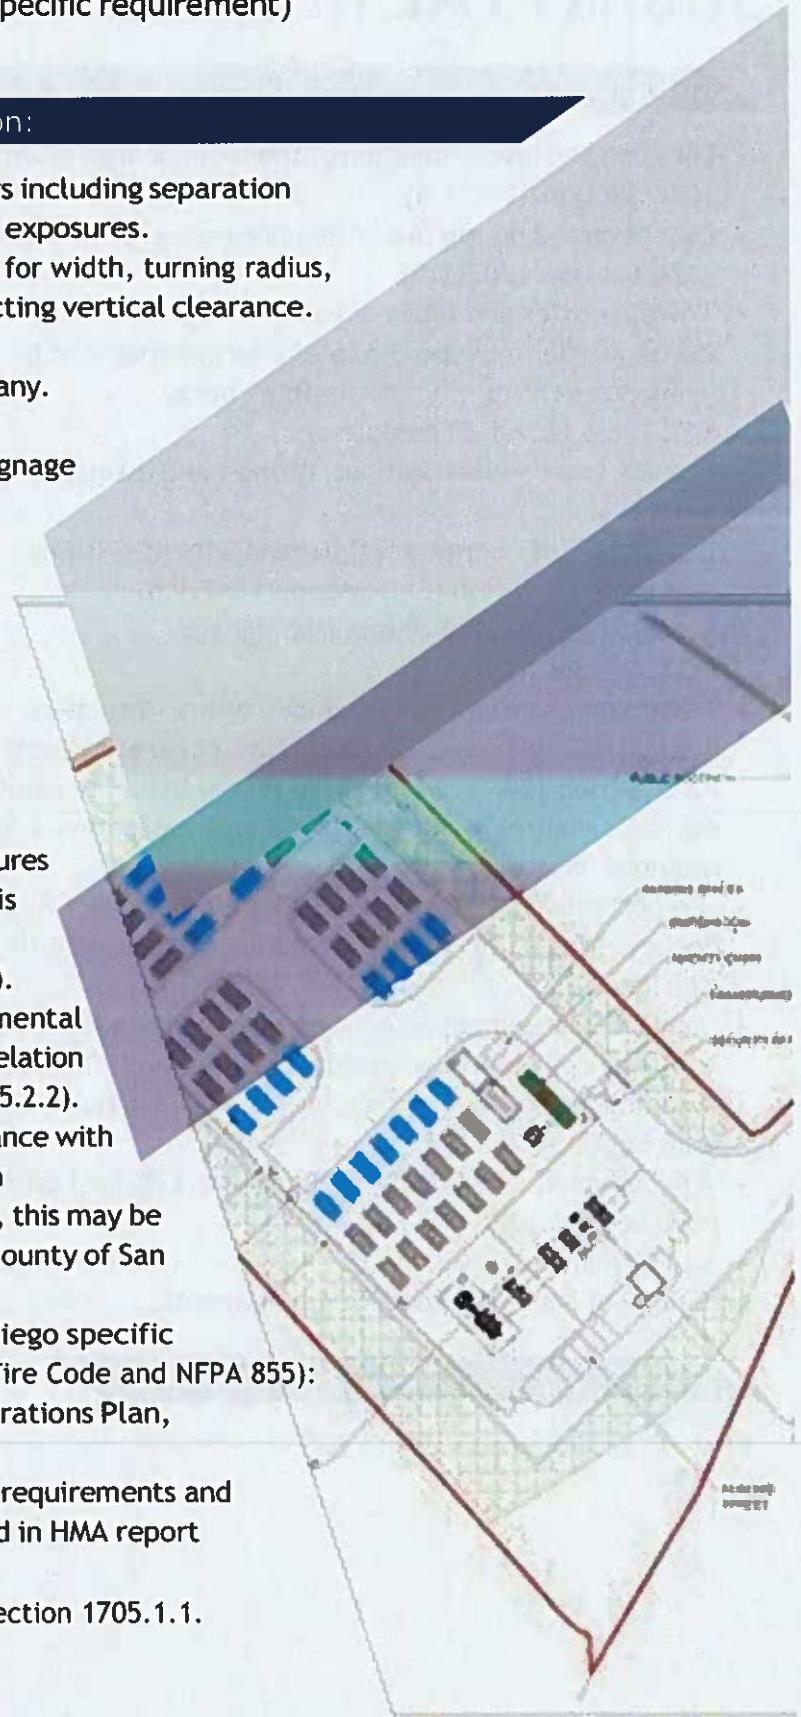 pecific requirement)
on:
s including separation
exposures.
for width, turning radius,
cting vertical clearance.
any.
gnage
ures
is
).
mental
elation
5.2.2).
ance with
, this may be
ounty of San
iego specific
Fire Code and NFPA 855):
rations Plan,
requirements and
d in HMA report
ection 1705.1.1.